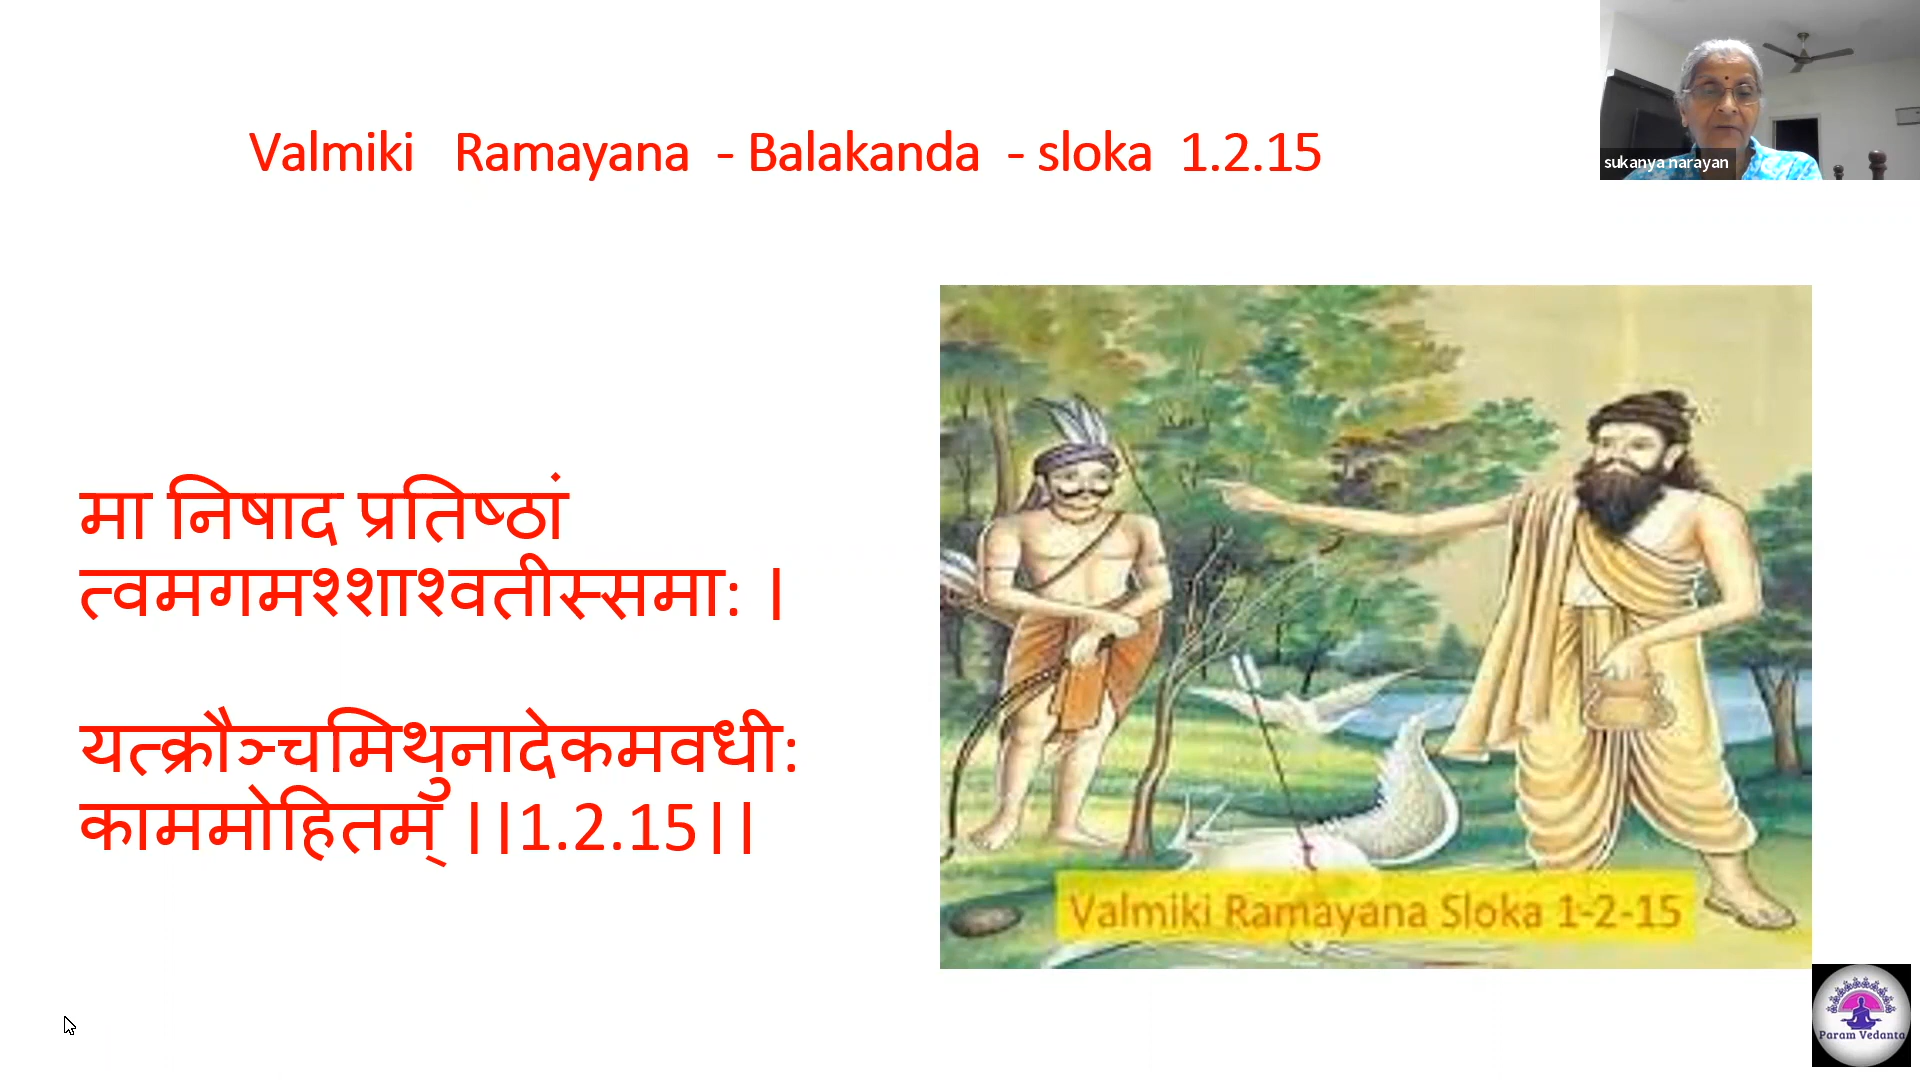 Valmiki Ramayana - Balakanda - sloka 1.2.15
sukanya narayan
मा निषाद प्रतिष्ठां
त्वमगमश्शाश्वतीस्समाः |
यत्क्रौञ्चमिथुनादेकमवधीः
काममोहितम् ||1.2.15||
Valmiki Ramayana Sloka 1-2-15
Param Vedanta